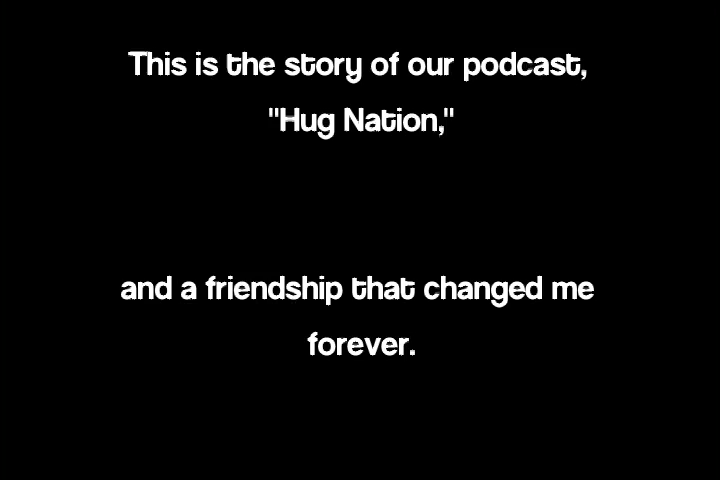 This is the story of our podcast,
"Hug Nation,"
and a friendship that changed me
forever.